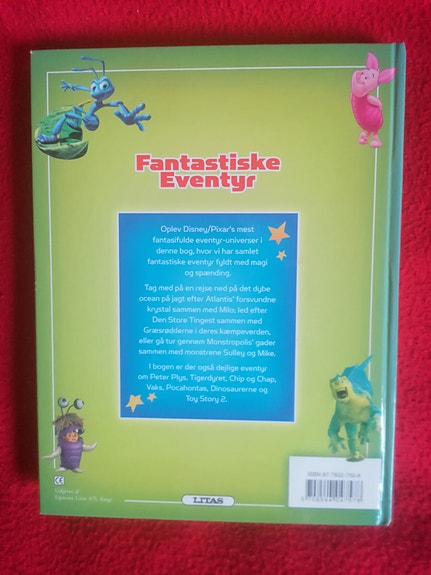 Fantastiske
Eventyr
Oplev Disney/Pixar's mest
fantasifulde eventyr-universer i
denne bog, hvor vi har samlet
fantastiske eventyr fyldt med magi
og spænding.
Tag med på en rejse ned på det dybe
ocean på jagt efter Atlantis' forsvundne
krystal sammen med Milo; led efter
Den Store Tingest sammen med
Græsrødderne i deres kæmpeverden,
eller gå tur gennem Monstropolis' gader
sammen med monstrene Sulley og Mike.
I bogen er der også dejlige eventyr
om Peter Plys, Tigerdyret, Chip og Chap,
Vaks, Pocahontas, Dinosaurerne og
Toy Story 2.
CE
Udgives af
LITAS